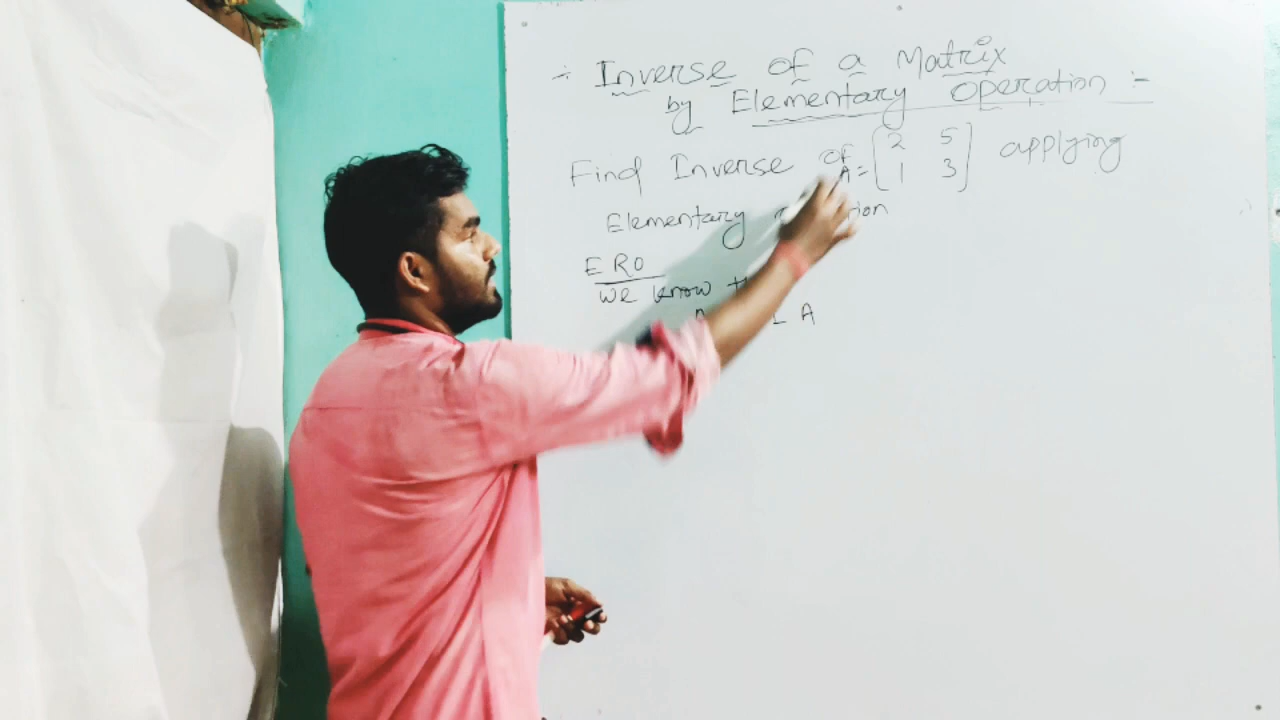 :- Inverse of a Matrix
by Elementary Operation :-
Find Inverse of A = [2 5
1 3] applying
Elementary
ERO
we know
A